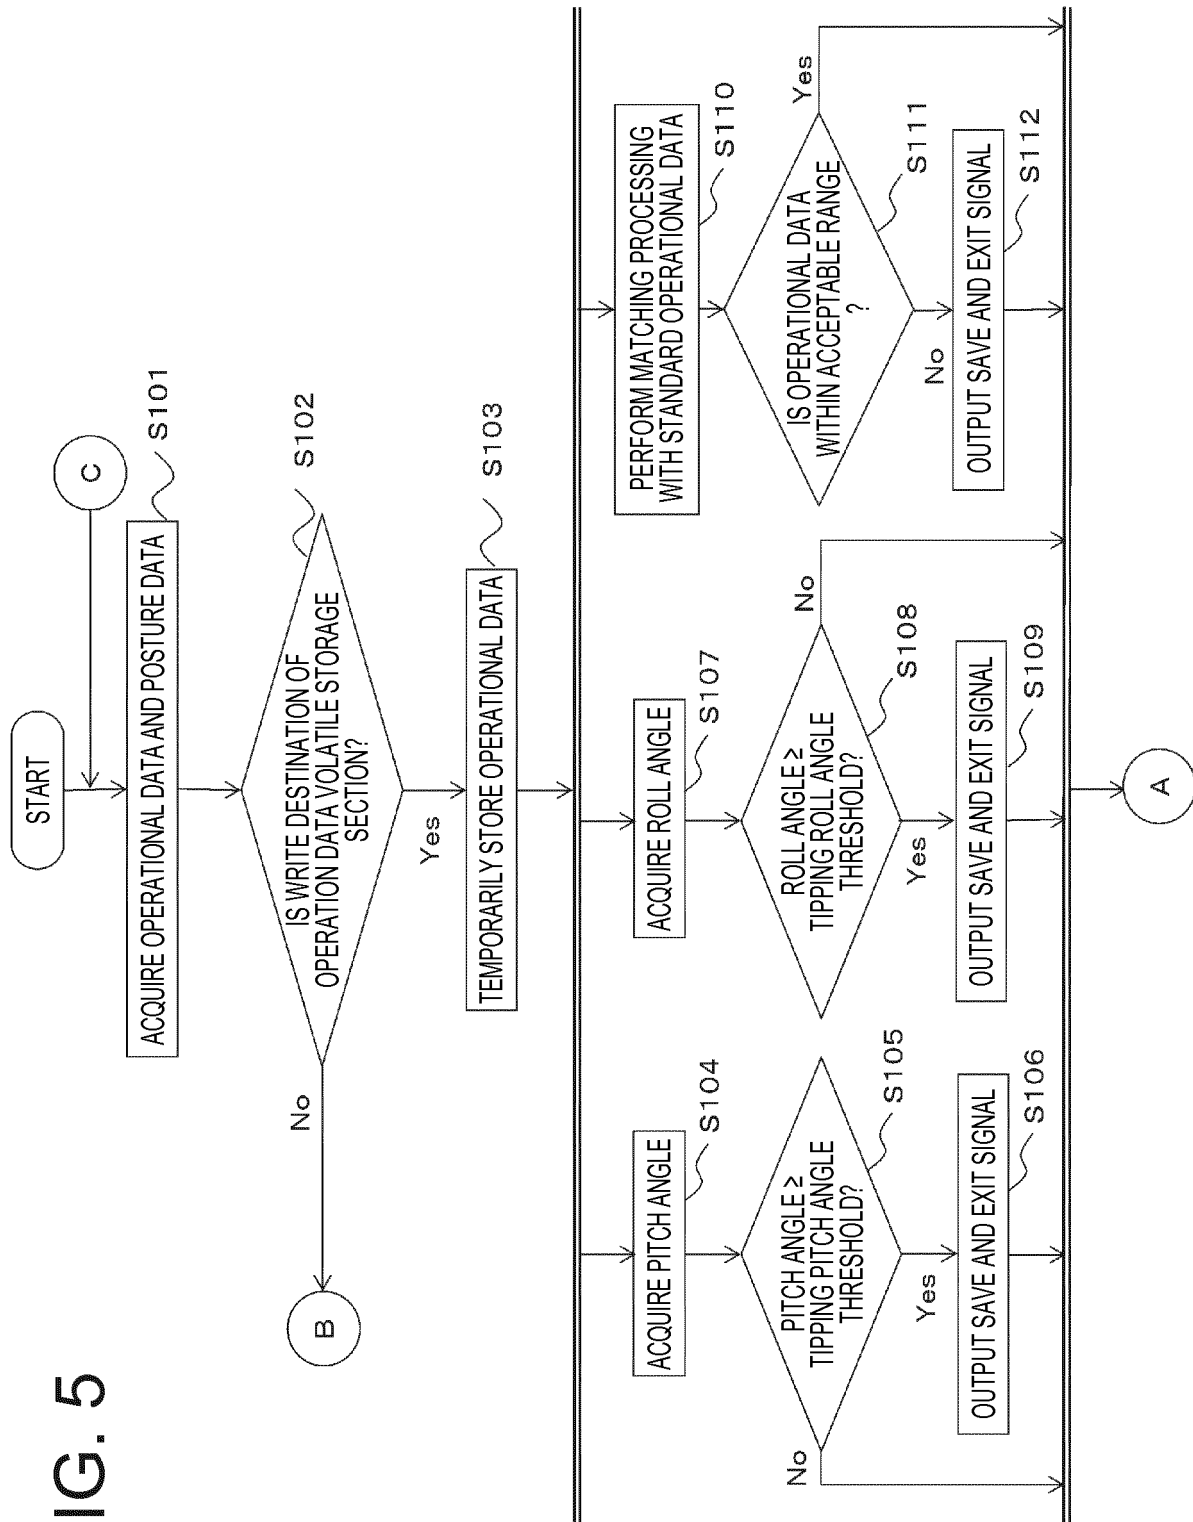 IG. 5
START
C
ACQUIRE OPERATIONAL DATA AND POSTURE DATA
S101
IS WRITE DESTINATION OF
OPERATION DATA VOLATILE STORAGE
SECTION?
S102
No
B
Yes
TEMPORARILY STORE OPERATIONAL DATA
S103
ACQUIRE PITCH ANGLE
S104
PITCH ANGLE ≥
TIPPING PITCH ANGLE
THRESHOLD?
S105
No
Yes
OUTPUT SAVE AND EXIT SIGNAL
S106
ACQUIRE ROLL ANGLE
S107
ROLL ANGLE ≥
TIPPING ROLL ANGLE
THRESHOLD?
S108
No
Yes
OUTPUT SAVE AND EXIT SIGNAL
S109
PERFORM MATCHING PROCESSING
WITH STANDARD OPERATIONAL DATA
S110
IS OPERATIONAL DATA
WITHIN ACCEPTABLE RANGE
?
S111
Yes
No
OUTPUT SAVE AND EXIT SIGNAL
S112
A